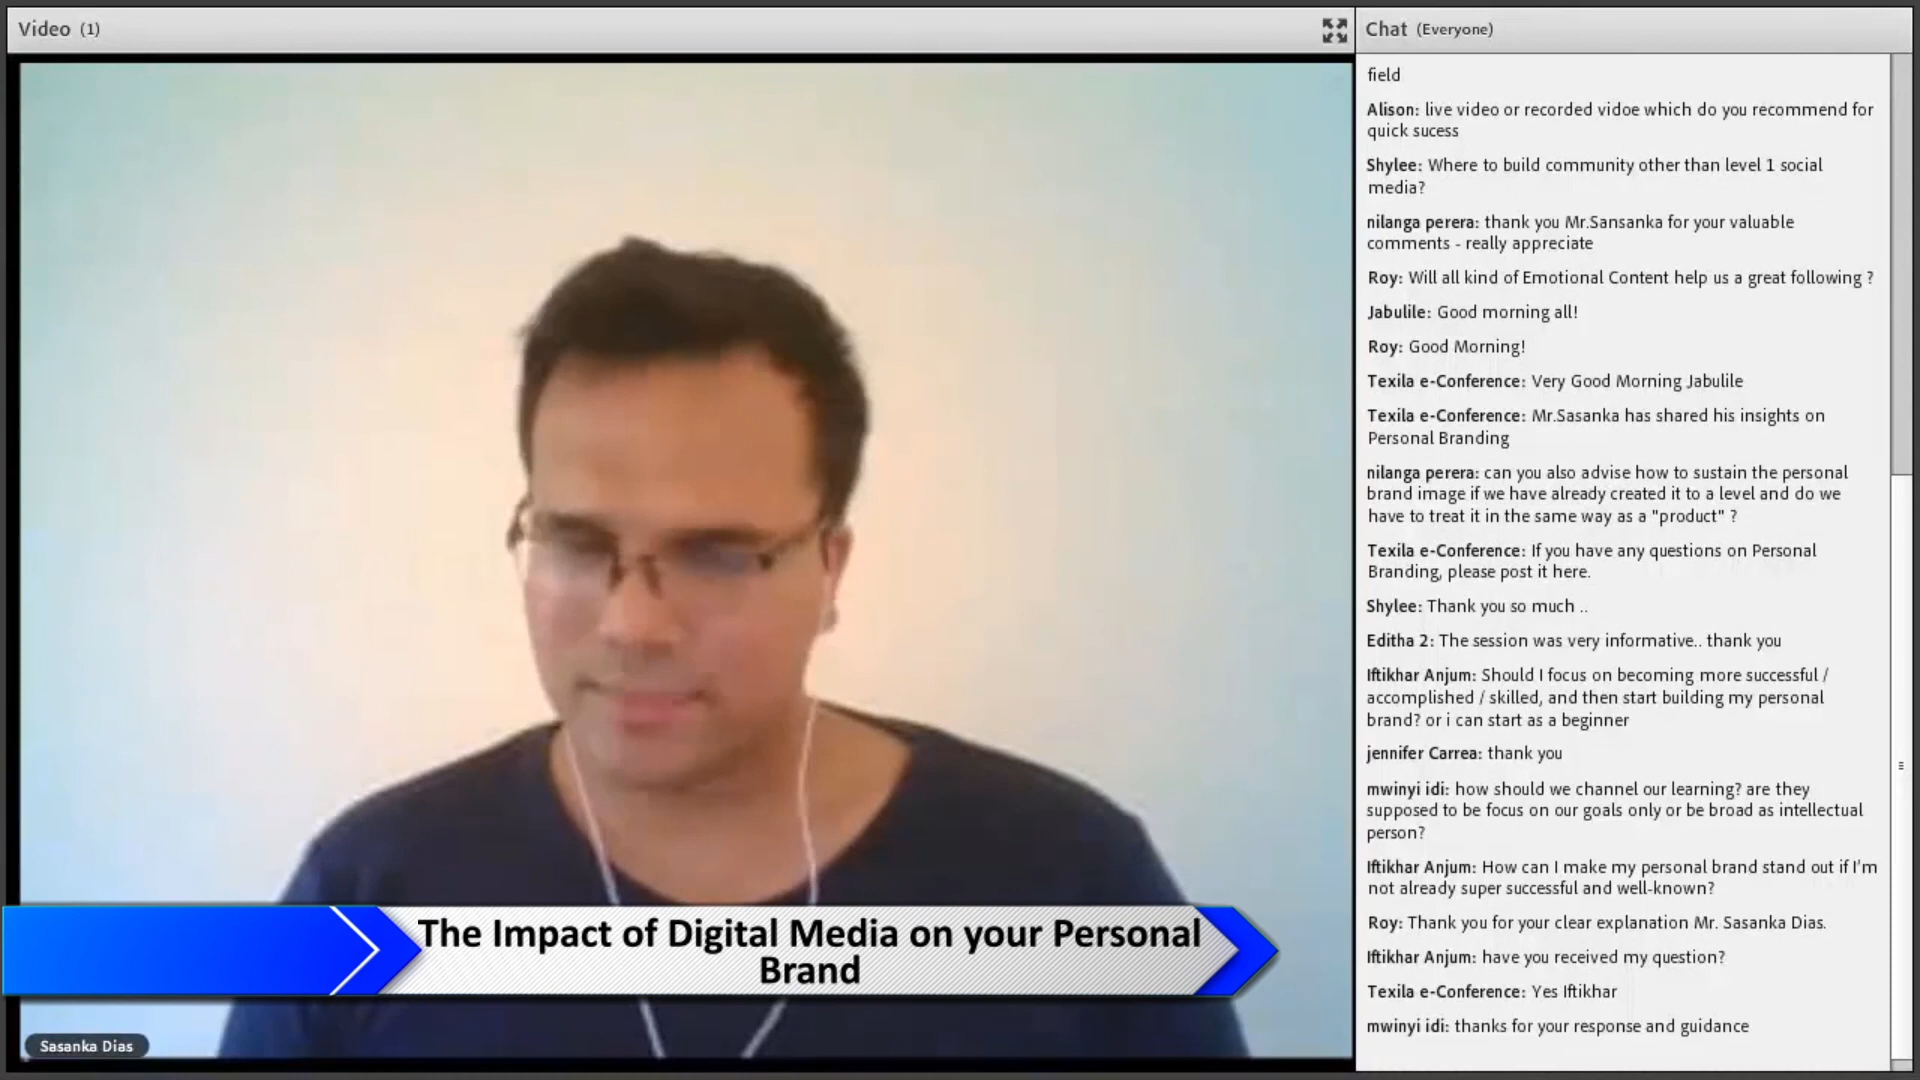 Video (1)
Chat (Everyone)
field
Alison: live video or recorded vidoe which do you recommend for
quick sucess
Shylee: Where to build community other than level 1 social
media?
nilanga perera: thank you Mr.Sansanka for your valuable
comments - really appreciate
Roy: Will all kind of Emotional Content help us a great following ?
Jabulile: Good morning all!
Roy: Good Morning!
Texila e-Conference: Very Good Morning Jabulile
Texila e-Conference: Mr.Sasanka has shared his insights on
Personal Branding
nilanga perera: can you also advise how to sustain the personal
brand image if we have already created it to a level and do we
have to treat it in the same way as a "product" ?
Texila e-Conference: If you have any questions on Personal
Branding, please post it here.
Shylee: Thank you so much ..
Editha 2: The session was very informative.. thank you
Iftikhar Anjum: Should I focus on becoming more successful /
accomplished / skilled, and then start building my personal
brand? or i can start as a beginner
jennifer Carrea: thank you
mwinyi idi: how should we channel our learning? are they
supposed to be focus on our goals only or be broad as intellectual
person?
Iftikhar Anjum: How can I make my personal brand stand out if I'm
not already super successful and well-known?
Roy: Thank you for your clear explanation Mr. Sasanka Dias.
Iftikhar Anjum: have you received my question?
Texila e-Conference: Yes Iftikhar
mwinyi idi: thanks for your response and guidance
The Impact of Digital Media on your Personal
Brand
Sasanka Dias